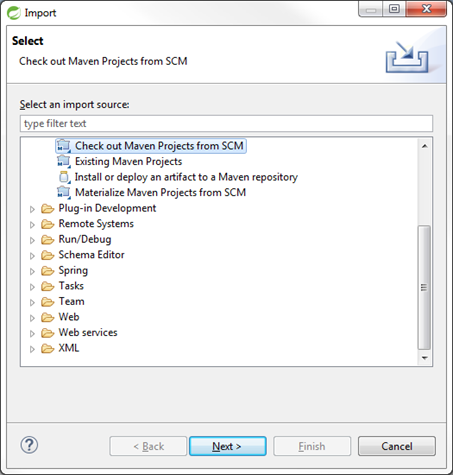 Import
Select
Check out Maven Projects from SCM
Select an import source:
type filter text
Check out Maven Projects from SCM
Existing Maven Projects
Install or deploy an artifact to a Maven repository
Materialize Maven Projects from SCM
Plug-in Development
Remote Systems
Run/Debug
Schema Editor
Spring
Tasks
Team
Web
Web services
XML
? < Back Next > Finish Cancel